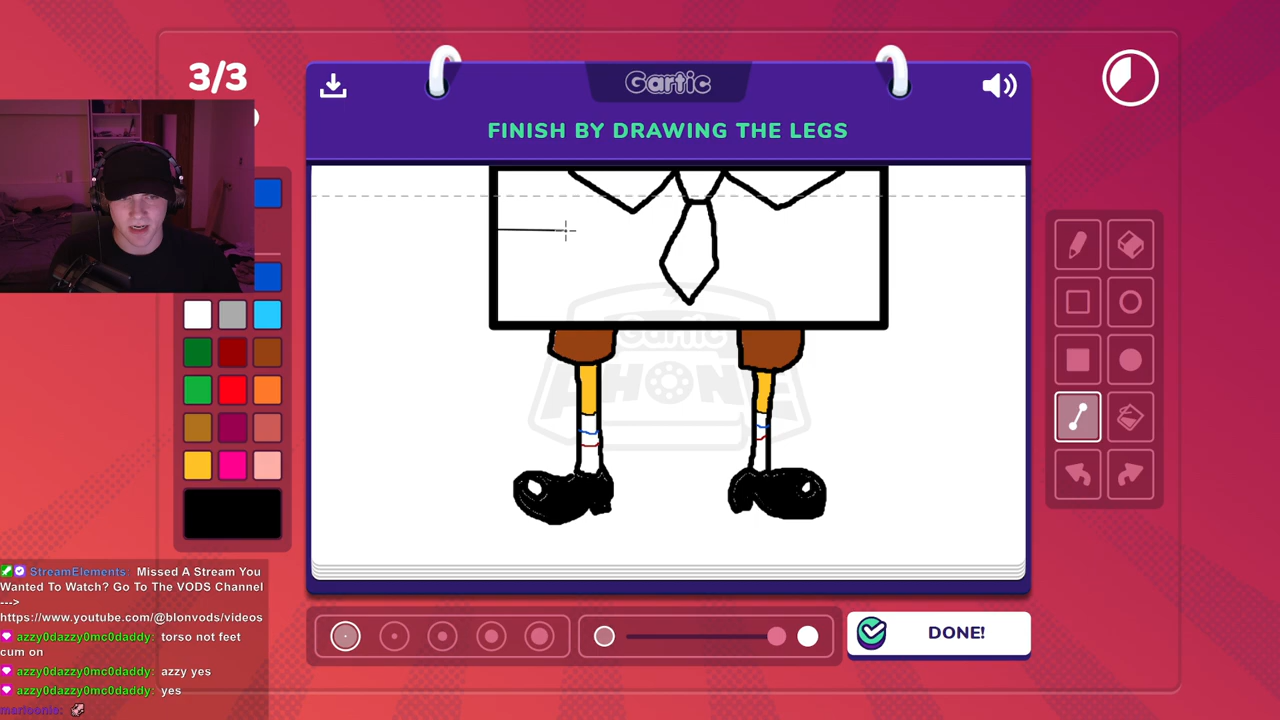 3/3
Gartic
FINISH BY DRAWING THE LEGS
Gartic
PHONE
DONE!
StreamElements: Missed A Stream You
Wanted To Watch? Go To The VODS Channel
--->
https://www.youtube.com/@blonvods/videos
azzy0dazzy0mc0daddy: torso not feet
cum on
azzy0dazzy0mc0daddy: azzy yes
azzy0dazzy0mc0daddy: yes